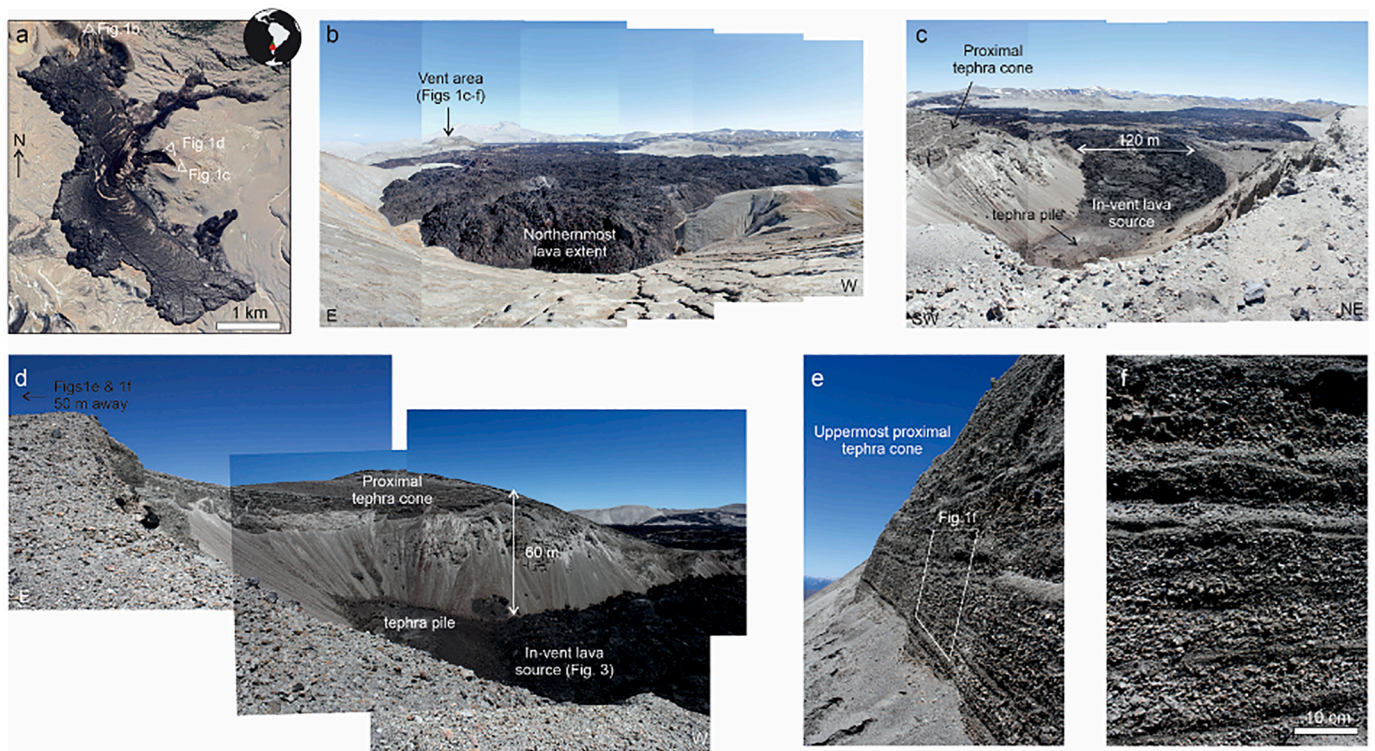 a
Fig.1b
N
Fig.1d
Fig.1c
1 km
b
Vent area
(Figs 1c-f)
Northernmost
lava extent
E
W
c
Proximal
tephra cone
120 m
In-vent lava
source
tephra pile
SW
NE
d
Figs1e & 1f
50 m away
Proximal
tephra cone
60 m
tephra pile
In-vent lava
source (Fig. 3)
E
W
e
Uppermost proximal
tephra cone
Fig.1f
f
10 cm